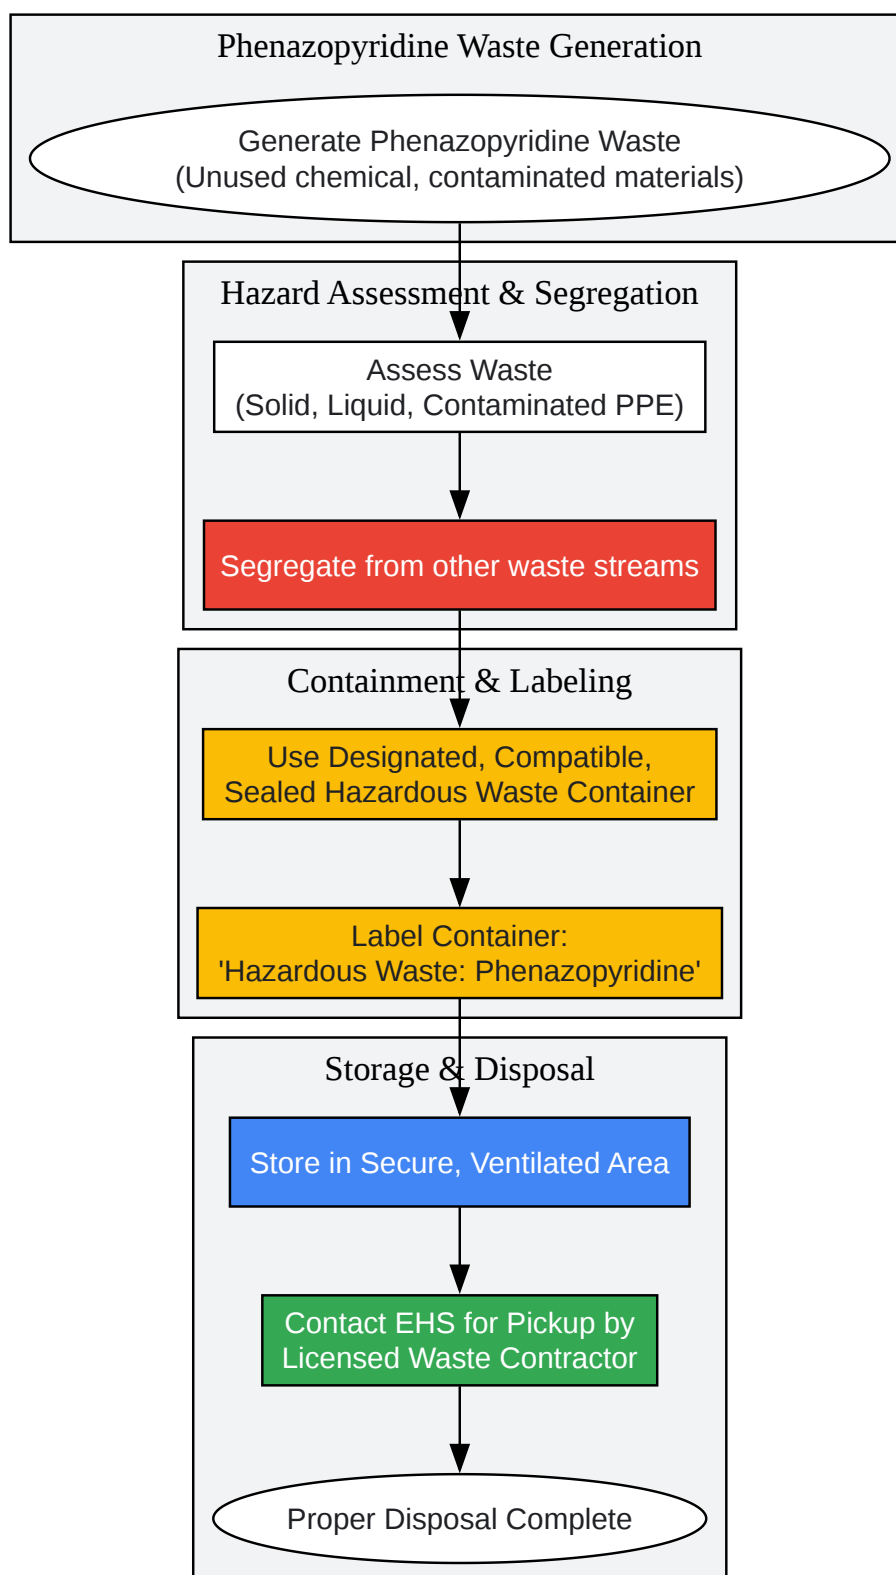 Phenazopyridine Waste Generation
Generate Phenazopyridine Waste
(Unused chemical, contaminated materials)
Hazard Assessment & Segregation
Assess Waste
(Solid, Liquid, Contaminated PPE)
Segregate from other waste streams
Containment & Labeling
Use Designated, Compatible,
Sealed Hazardous Waste Container
Label Container:
'Hazardous Waste: Phenazopyridine'
Storage & Disposal
Store in Secure, Ventilated Area
Contact EHS for Pickup by
Licensed Waste Contractor
Proper Disposal Complete